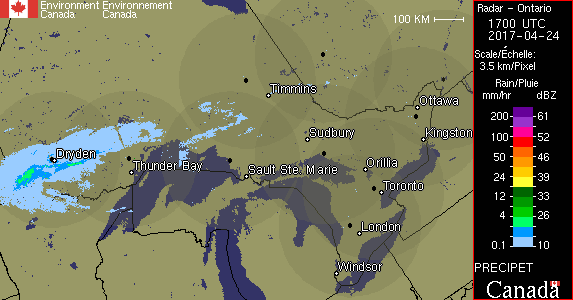 Environment Environnement
Canada Canada
100 KM
Timmins
Ottawa
Sudbury
Kingston
Dryden
Thunder Bay
Sault Ste. Marie
Orillia
Toronto
London
Windsor
Radar - Ontario
1700 UTC
2017-04-24
Scale/Échelle:
3.5 km/Pixel
Rain/Pluie
mm/hr dBZ
200 61
100 52
50 46
24 39
12 33
4 26
0.1 10
PRECIPET
Canada